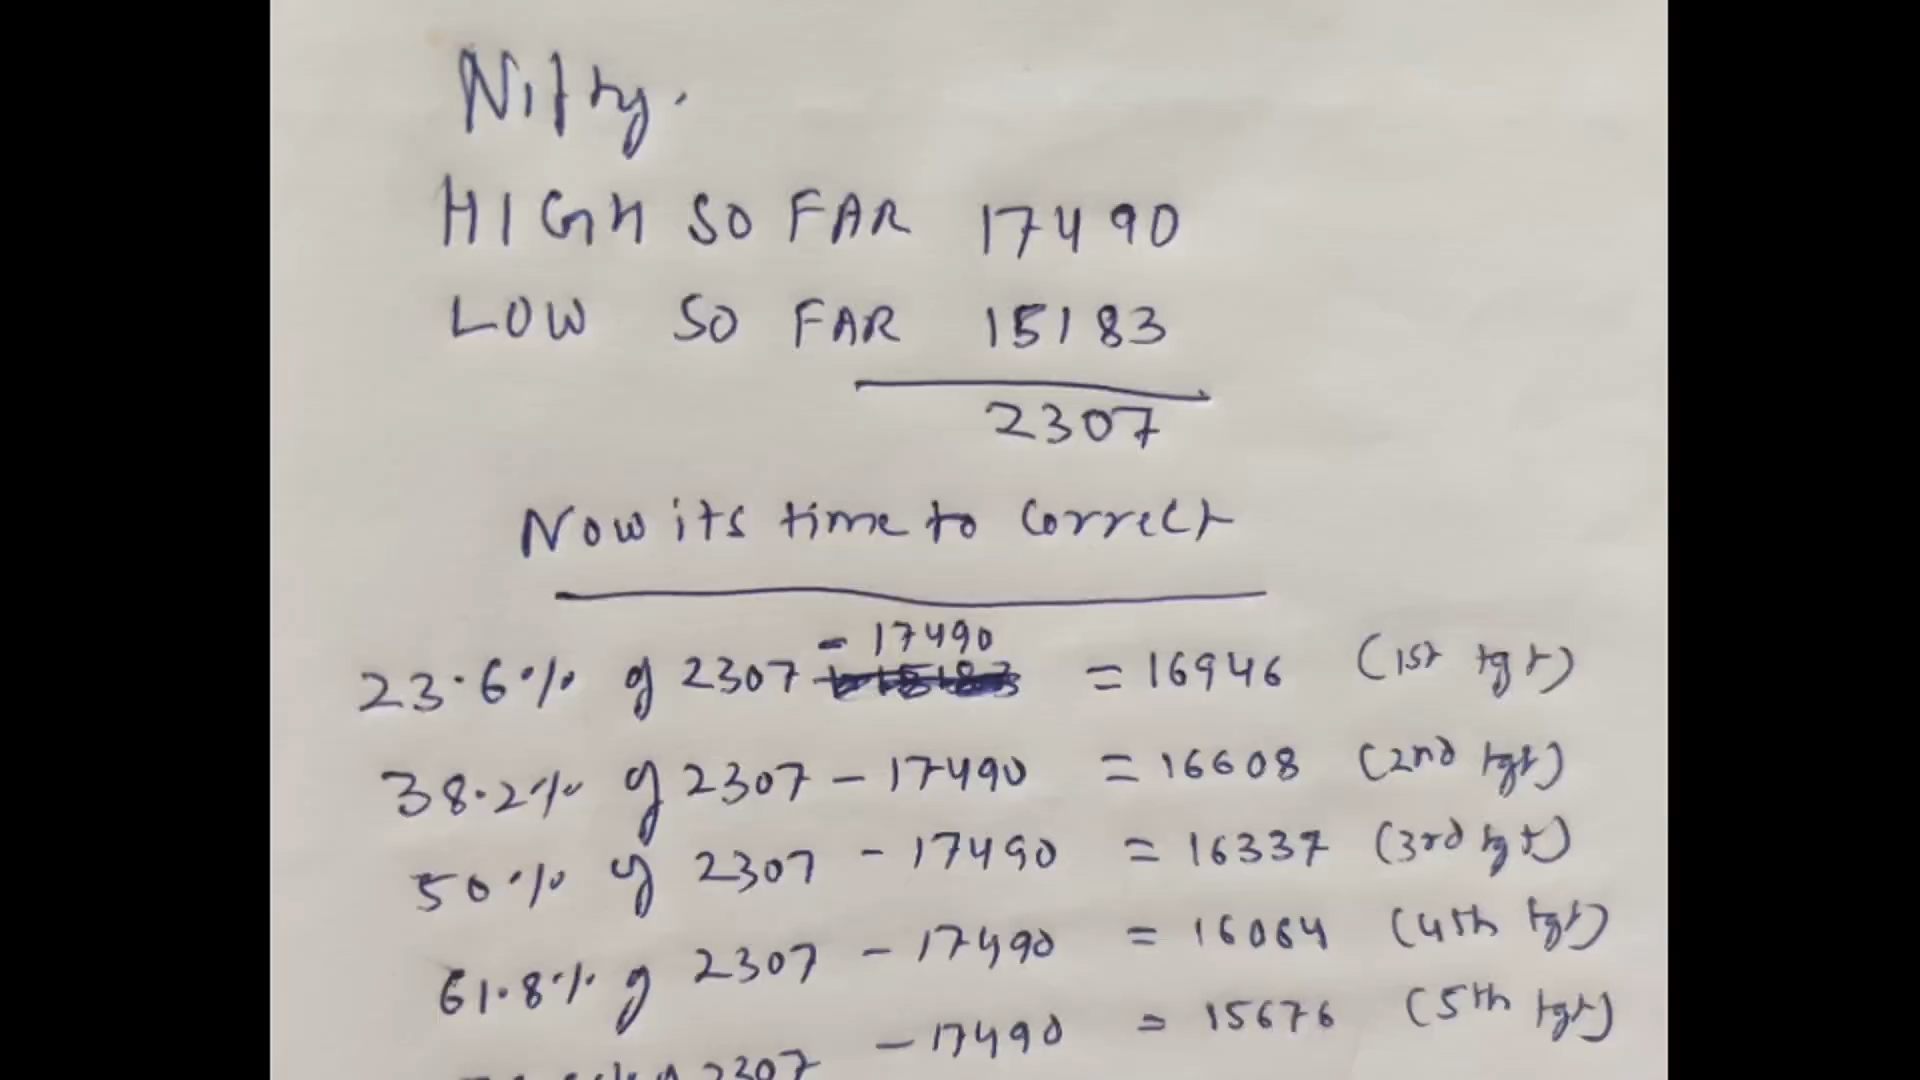 Nifty.
HIGH SO FAR 17490
LOW SO FAR 15183
2307
Now its time to correct
- 17490
23.6% of 2307 = 16946 (1st tgt)
38.2% of 2307 - 17490 = 16608 (2nd tgt)
50% of 2307 - 17490 = 16337 (3rd tgt)
61.8% of 2307 - 17490 = 16064 (4th tgt)
2307 - 17490 = 15676 (5th tgt)